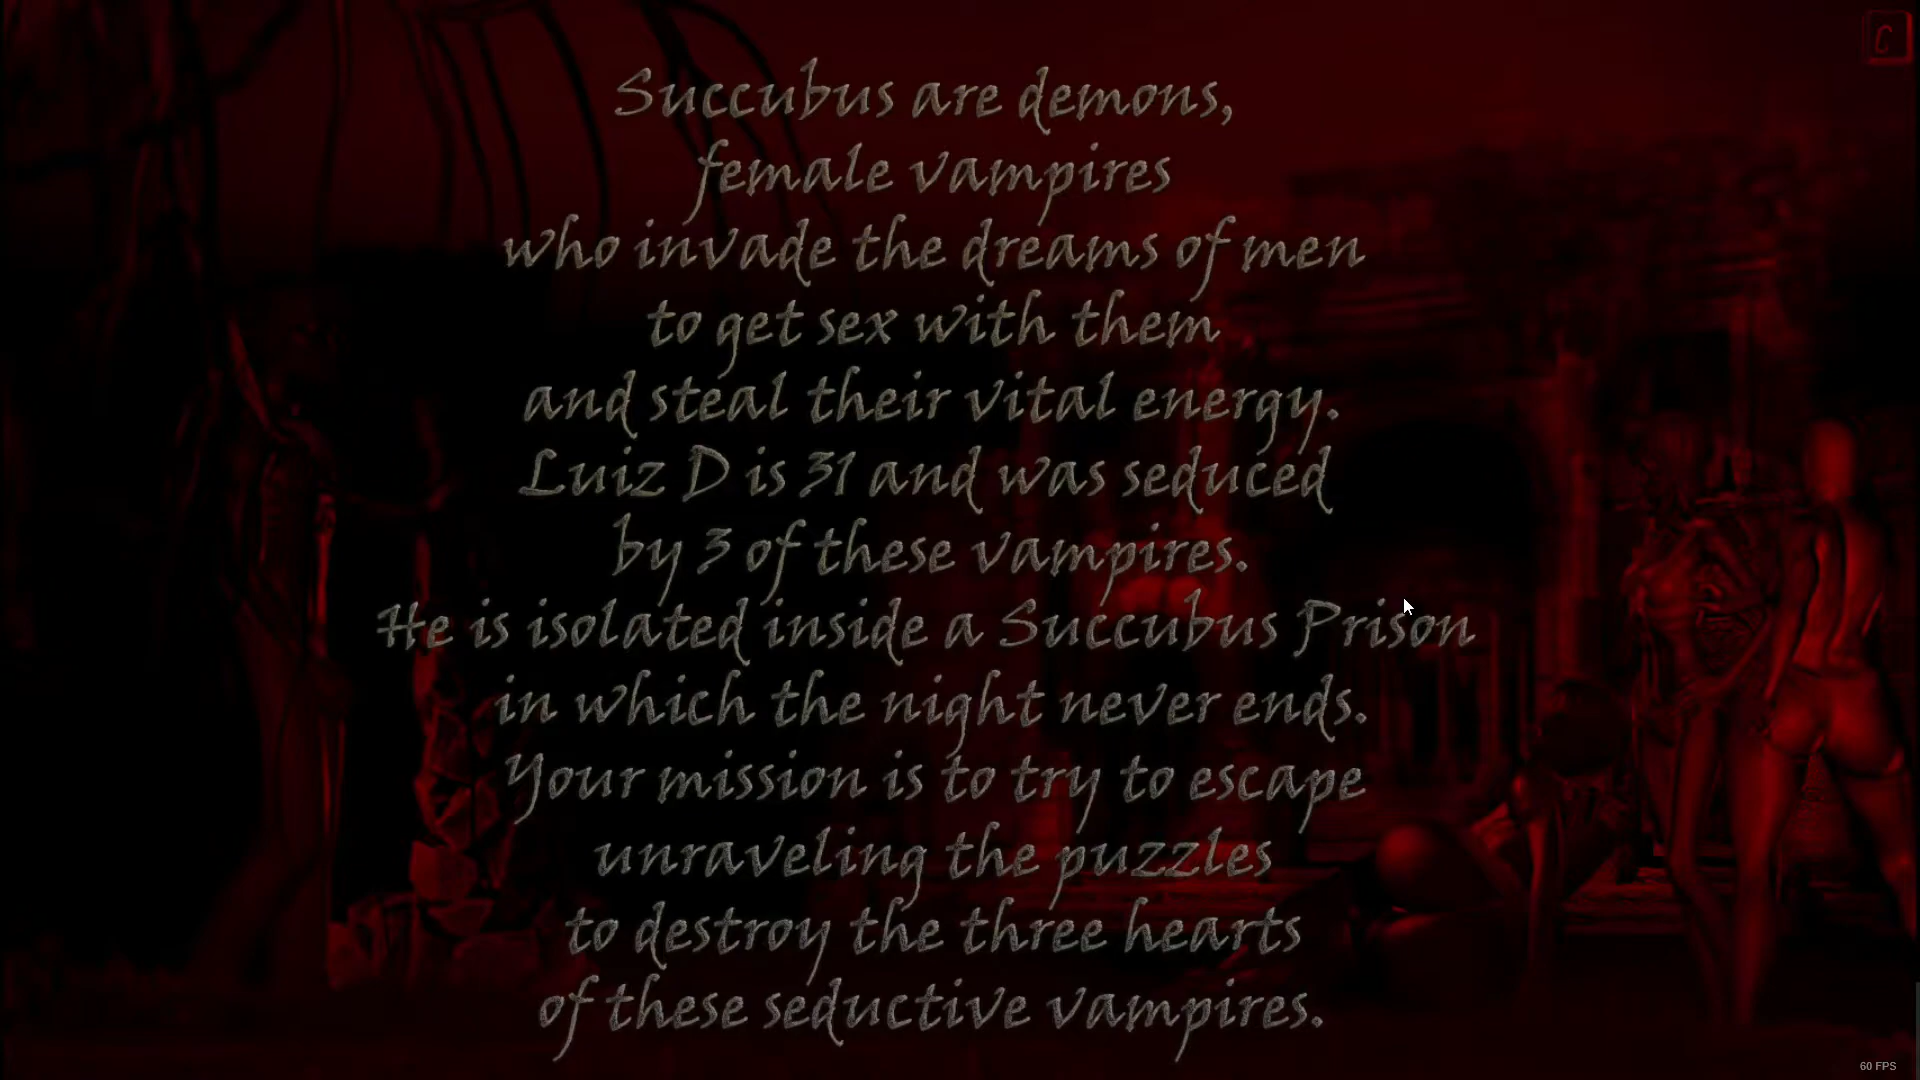 C
Succubus are demons,
female vampires
who invade the dreams of men
to get sex with them
and steal their vital energy.
Luiz D is 31 and was seduced
by 3 of these vampires.
He is isolated inside a Succubus Prison
in which the night never ends.
Your mission is to try to escape
unraveling the puzzles
to destroy the three hearts
of these seductive vampires.
60 FPS